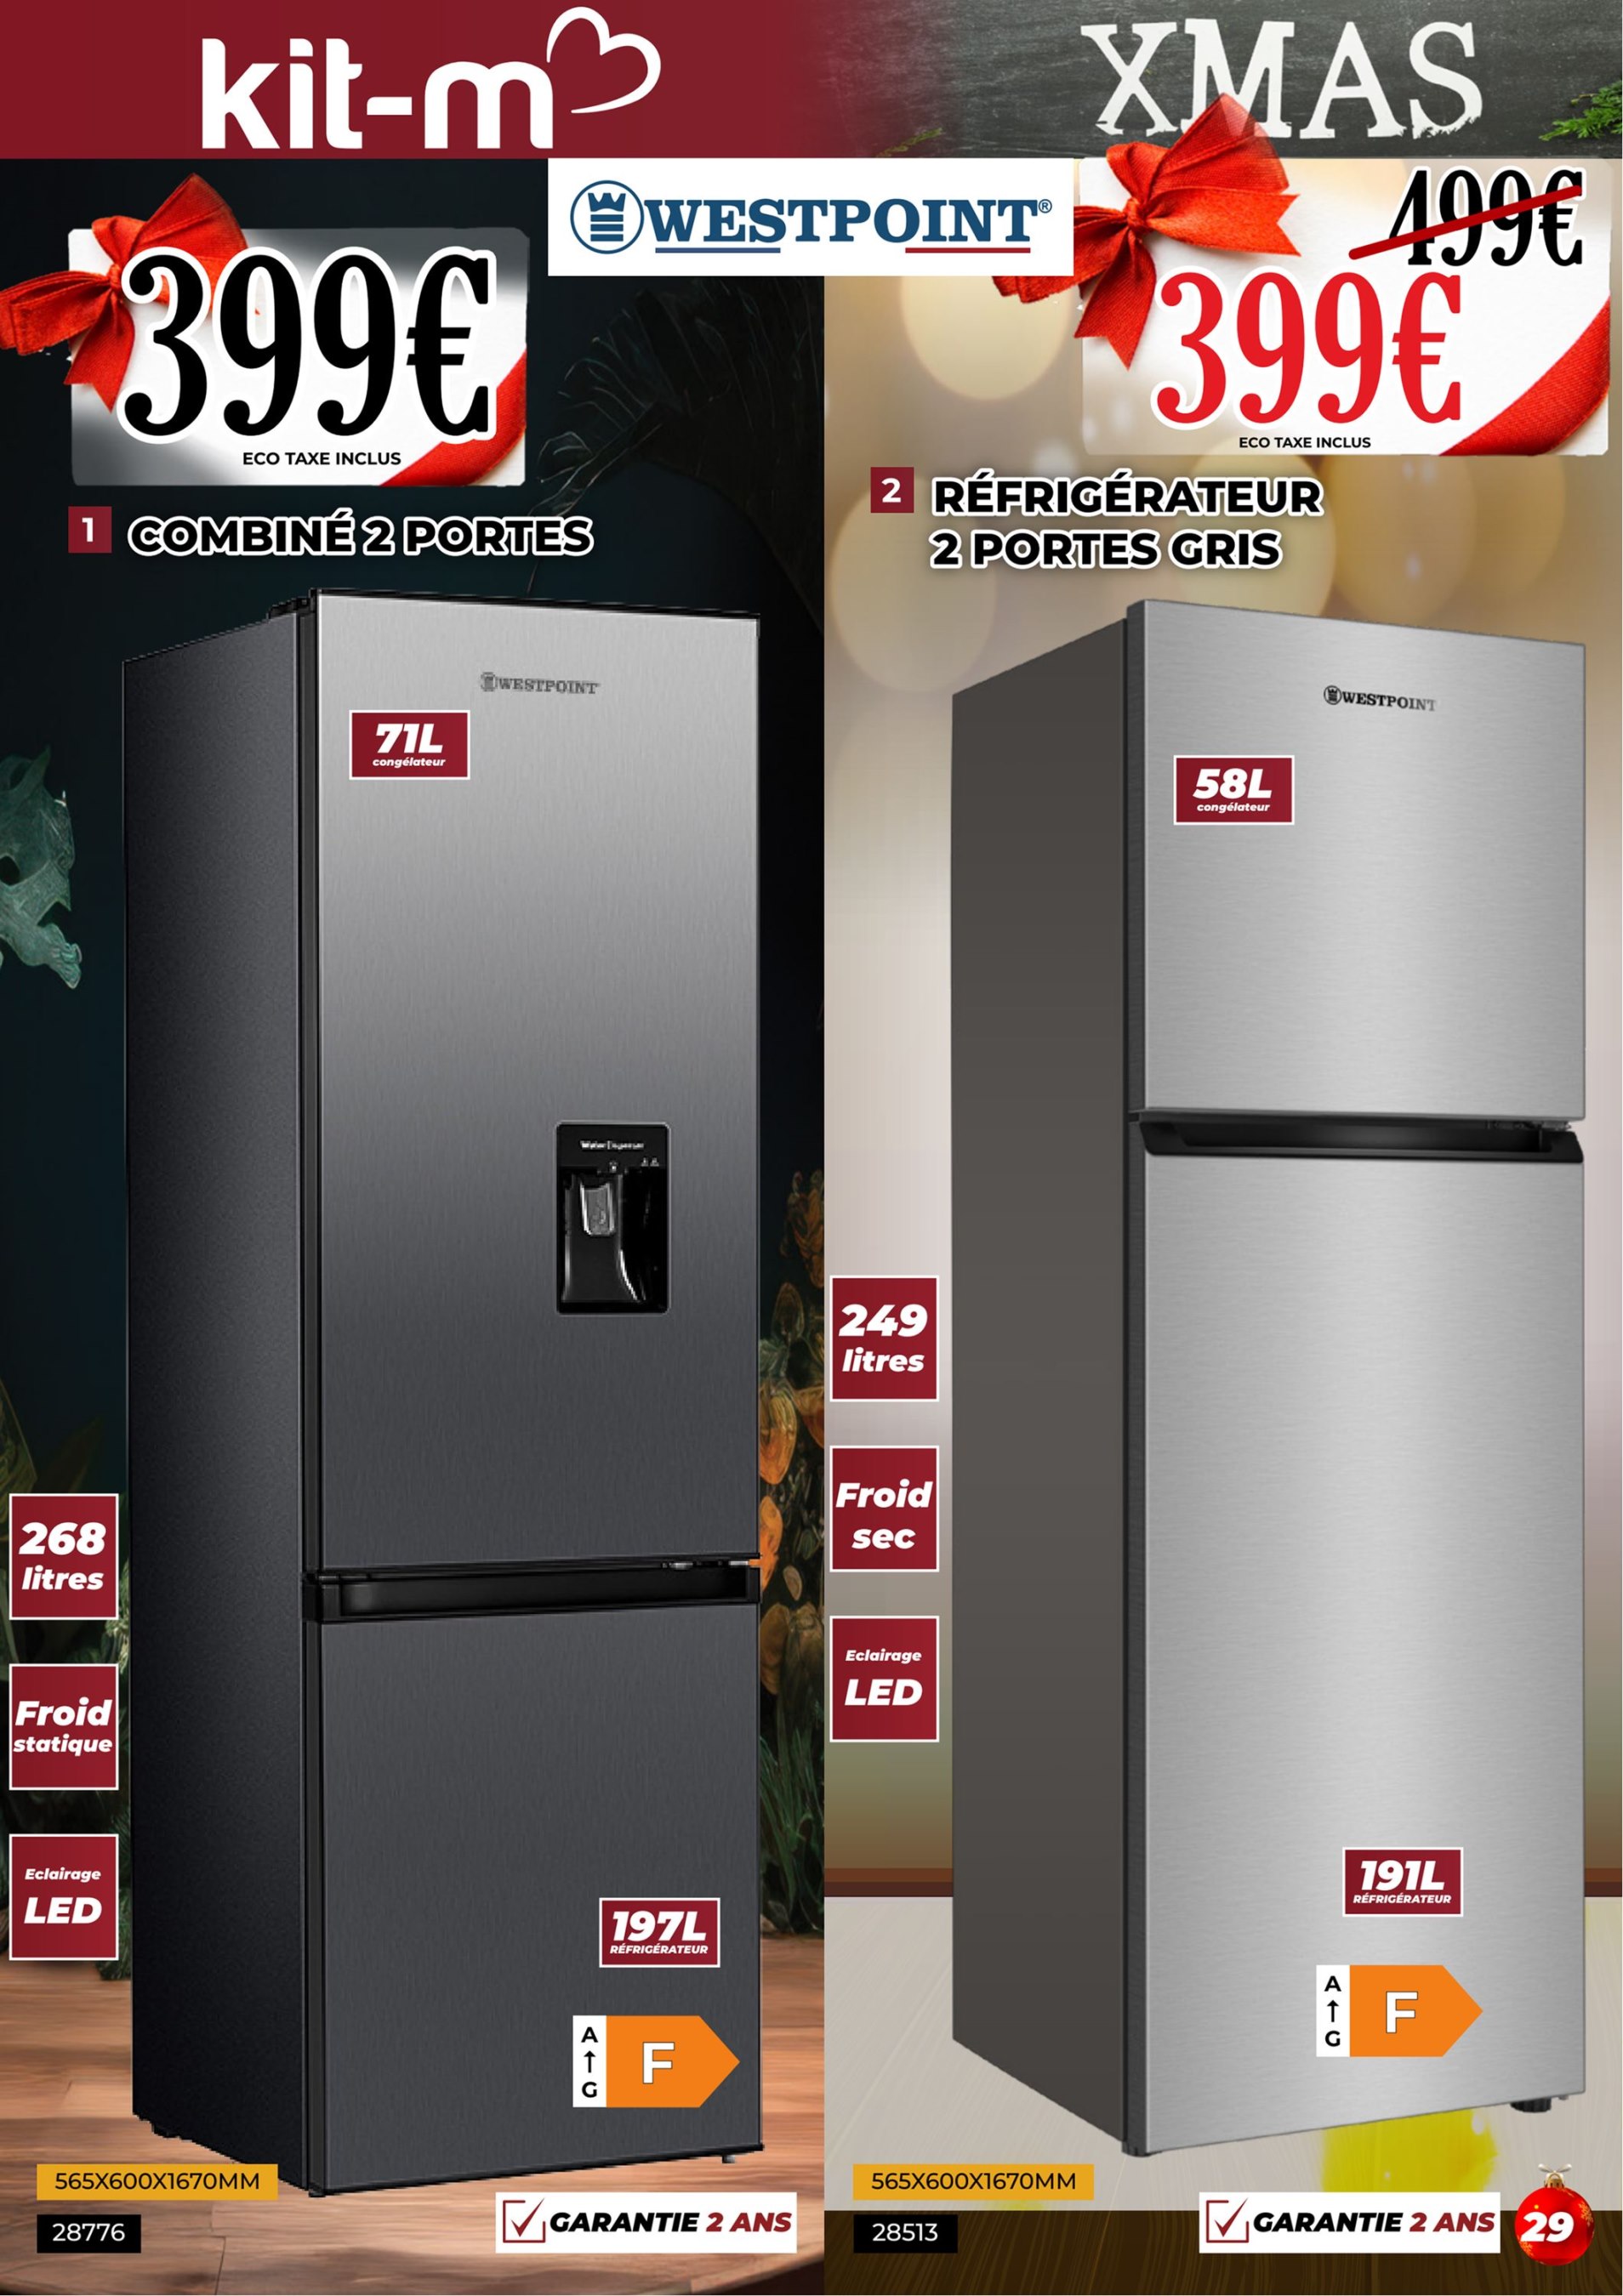 kit-m
XMAS
WESTPOINT®
399€
ECO TAXE INCLUS
1 COMBINÉ 2 PORTES
WESTPOINT
71L
congélateur
Water Dispenser
268
litres
Froid
statique
Eclairage
LED
197L
RÉFRIGÉRATEUR
A
↑
G
F
565X600X1670MM
28776
GARANTIE 2 ANS
499€
399€
ECO TAXE INCLUS
2 RÉFRIGÉRATEUR
2 PORTES GRIS
WESTPOINT
58L
congélateur
249
litres
Froid
sec
Eclairage
LED
191L
RÉFRIGÉRATEUR
A
↑
G
F
565X600X1670MM
28513
GARANTIE 2 ANS
29